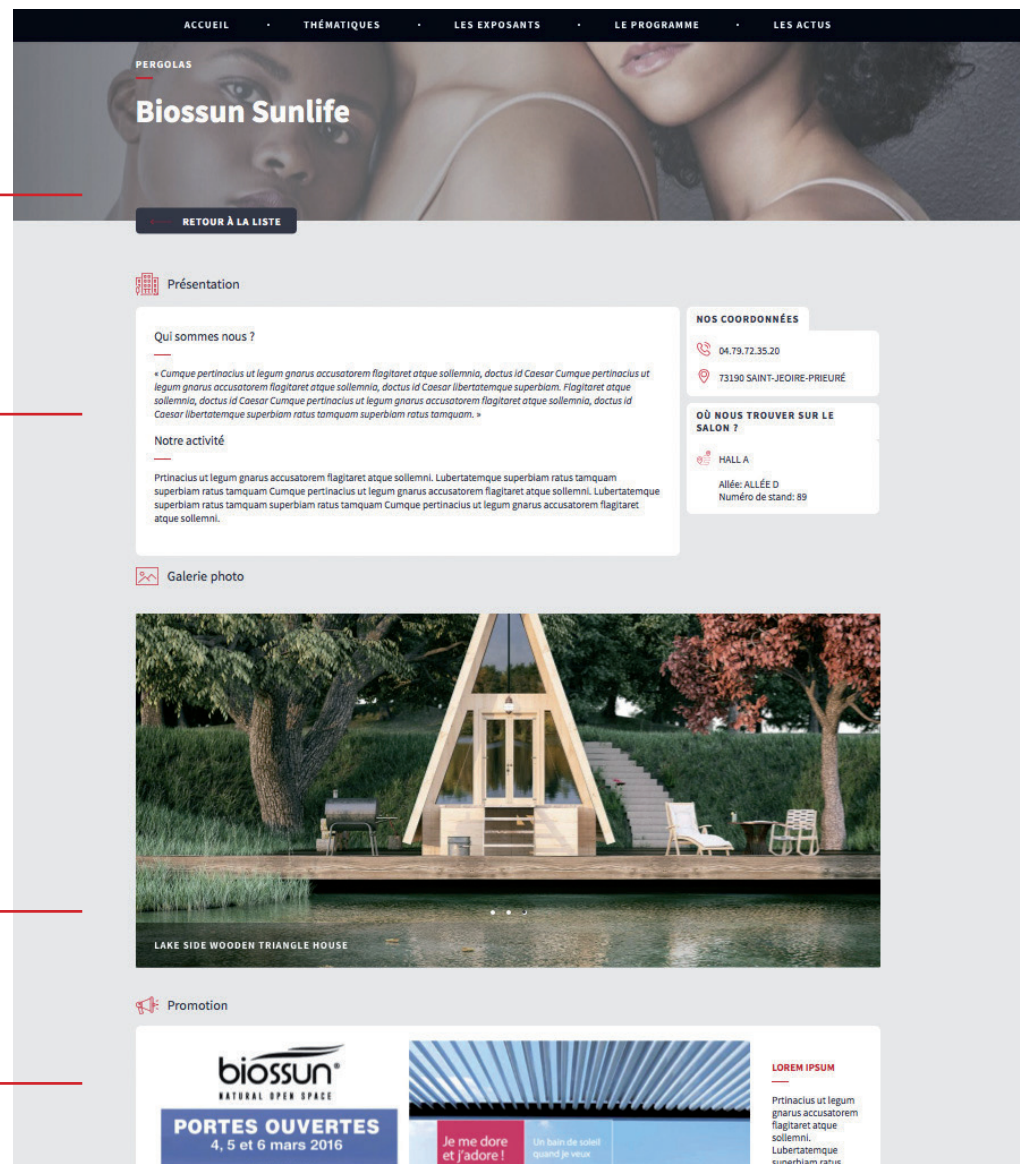 ACCUEIL · THÉMATIQUES · LES EXPOSANTS · LE PROGRAMME · LES ACTUS
PERGOLAS
Biossun Sunlife
RETOUR À LA LISTE
Présentation
Qui sommes nous ?
« Cumque pertinacius ut legum gnarus accusatorem flagitaret atque sollemnia, doctus id Caesar Cumque pertinacius ut
legum gnarus accusatorem flagitaret atque sollemnia, doctus id Caesar libertatemque superbiam. Flagitaret atque
sollemnia, doctus id Caesar Cumque pertinacius ut legum gnarus accusatorem flagitaret atque sollemnia, doctus id
Caesar libertatemque superbiam ratus tamquam superbiam ratus tamquam. »
Notre activité
Prtinacius ut legum gnarus accusatorem flagitaret atque sollemni. Lubertatemque superbiam ratus tamquam
superbiam ratus tamquam Cumque pertinacius ut legum gnarus accusatorem flagitaret atque sollemni. Lubertatemque
superbiam ratus tamquam superbiam ratus tamquam Cumque pertinacius ut legum gnarus accusatorem flagitaret
atque sollemni.
NOS COORDONNÉES
04.79.72.35.20
73190 SAINT-JEOIRE-PRIEURÉ
OÙ NOUS TROUVER SUR LE
SALON ?
HALL A
Allée: ALLÉE D
Numéro de stand: 89
Galerie photo
LAKE SIDE WOODEN TRIANGLE HOUSE
Promotion
biossun®
NATURAL OPEN SPACE
PORTES OUVERTES
4, 5 et 6 mars 2016
Je me dore
et j'adore !
Un bain de soleil
quand je veux
LOREM IPSUM
Prtinacius ut legum
gnarus accusatorem
flagitaret atque
sollemni.
Lubertatemque
superbiam ratus